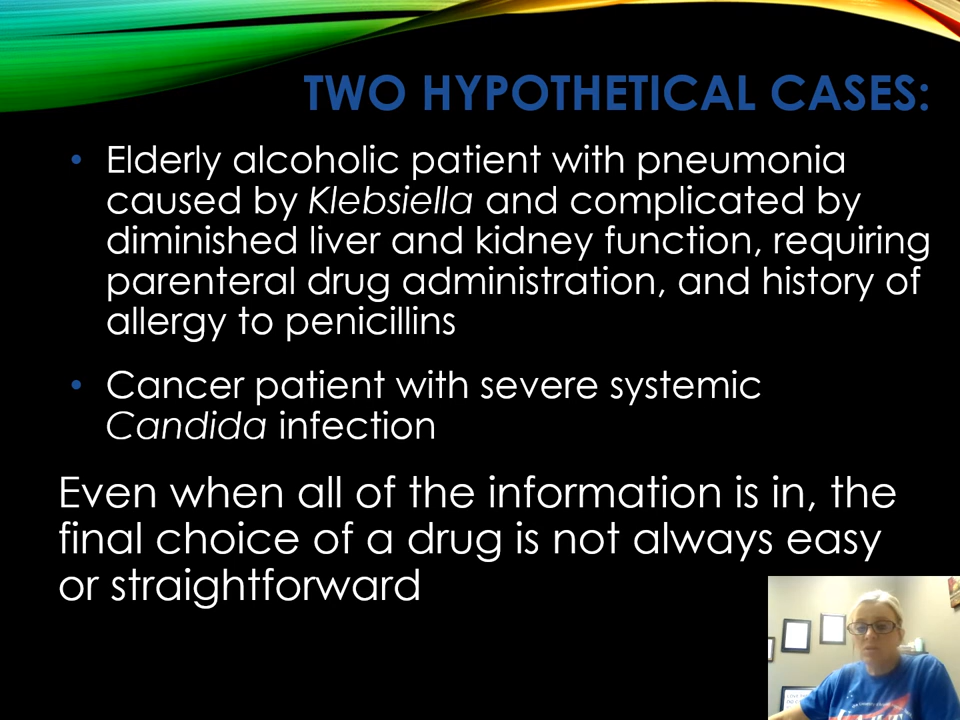 TWO HYPOTHETICAL CASES:
• Elderly alcoholic patient with pneumonia
caused by Klebsiella and complicated by
diminished liver and kidney function, requiring
parenteral drug administration, and history of
allergy to penicillins
• Cancer patient with severe systemic
Candida infection
Even when all of the information is in, the
final choice of a drug is not always easy
or straightforward